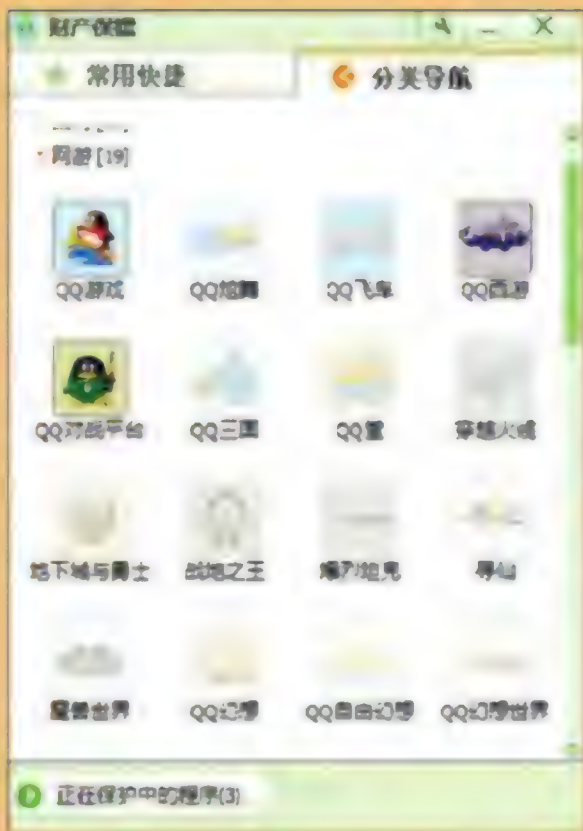 财产保镖
常用快捷 分类导航
网游 [19]
QQ游戏 QQ炫舞 QQ飞车 QQ西游
QQ对战平台 QQ三国 QQ堂 穿越火线
地下城与勇士 战地之王 爆烈坦克 寻仙
魔兽世界 QQ幻想 QQ自由幻想 QQ幻想世界
正在保护中的程序(3)